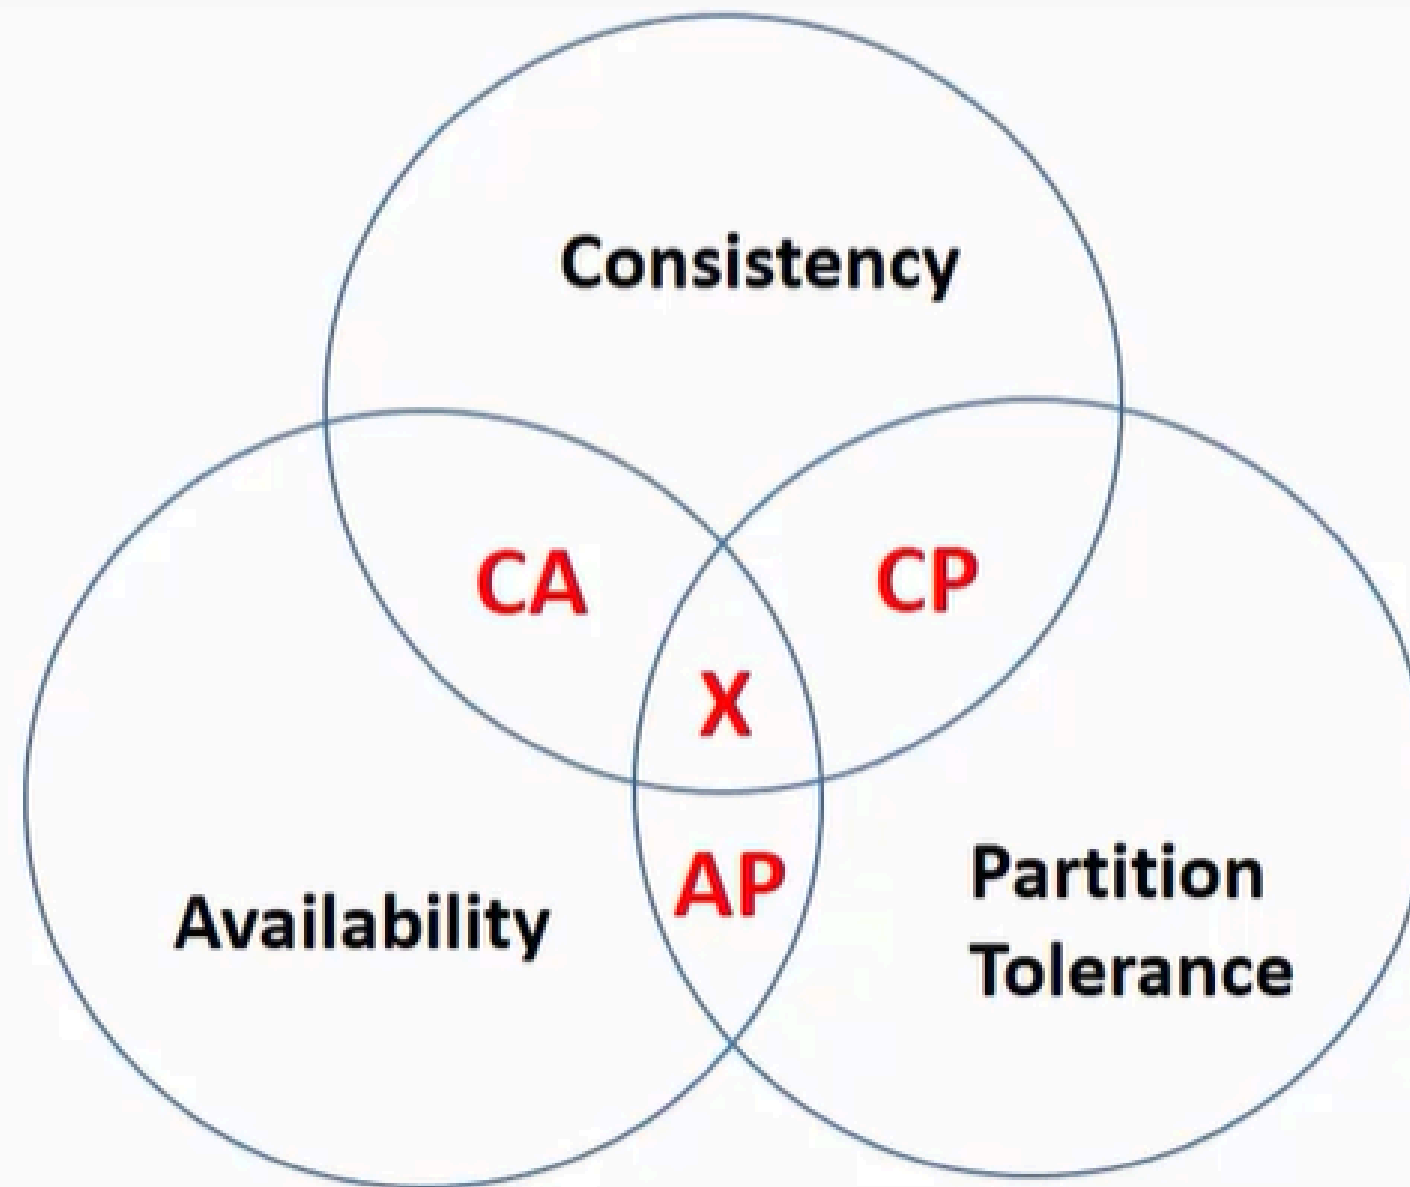 Consistency
CA
CP
X
AP
Availability
Partition
Tolerance